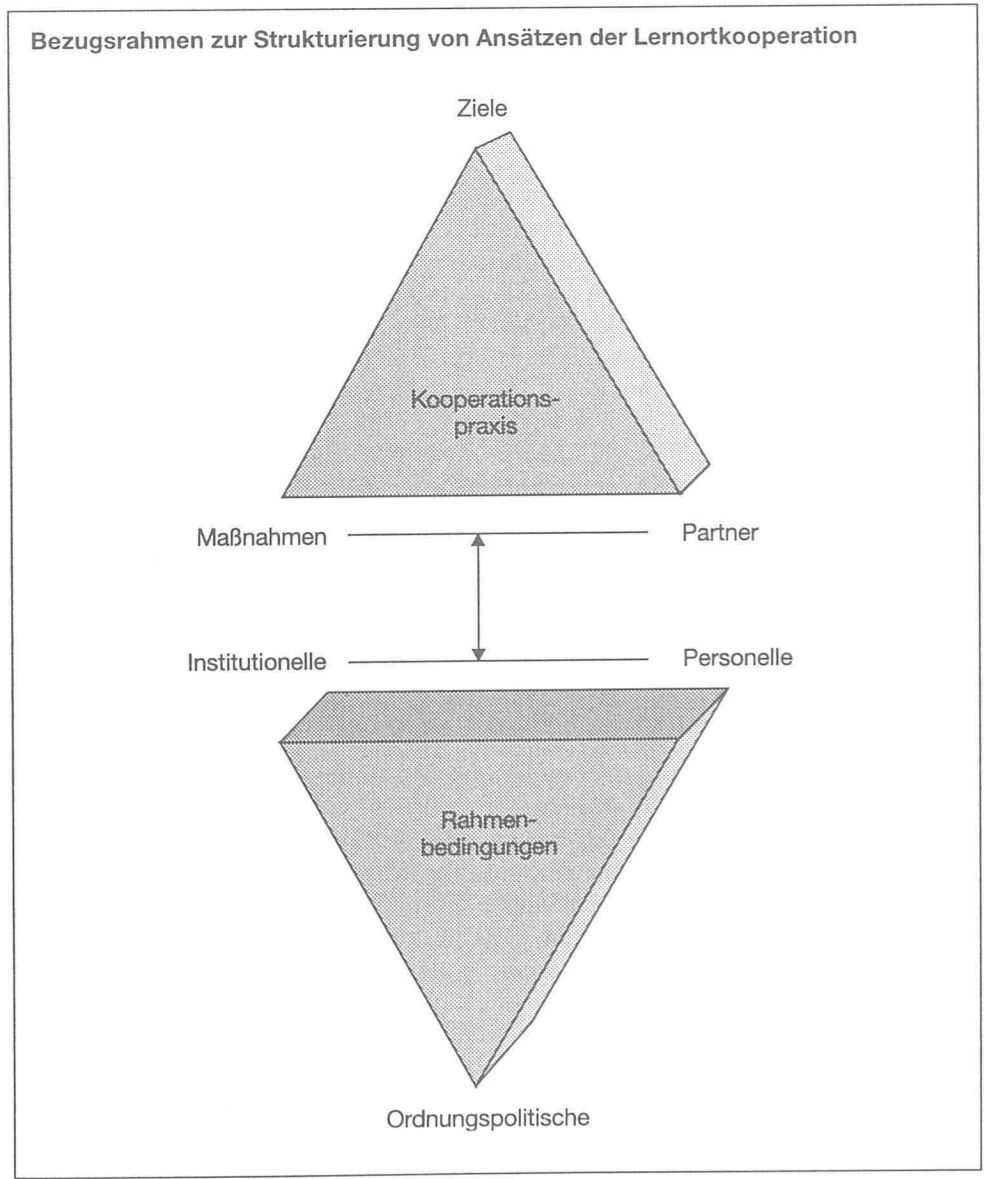 Bezugsrahmen zur Strukturierung von Ansätzen der Lernortkooperation
Ziele
Kooperations-
praxis
Maßnahmen
Partner
Institutionelle
Personelle
Rahmen-
bedingungen
Ordnungspolitische